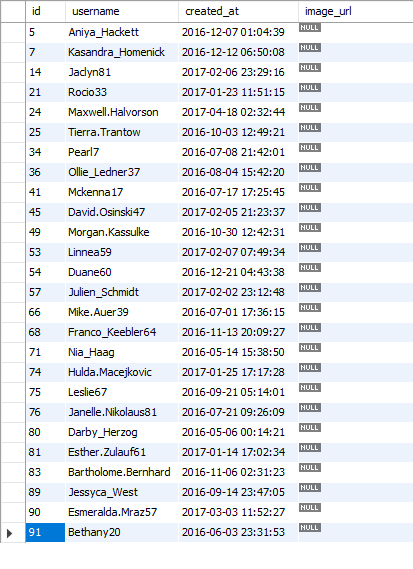 id username created_at image_url
5 Aniya_Hackett 2016-12-07 01:04:39 NULL
7 Kasandra_Homenick 2016-12-12 06:50:08 NULL
14 Jaclyn81 2017-02-06 23:29:16 NULL
21 Rocio33 2017-01-23 11:51:15 NULL
24 Maxwell.Halvorson 2017-04-18 02:32:44 NULL
25 Tierra.Trantow 2016-10-03 12:49:21 NULL
34 Pearl7 2016-07-08 21:42:01 NULL
36 Ollie_Ledner37 2016-08-04 15:42:20 NULL
41 Mckenna17 2016-07-17 17:25:45 NULL
45 David.Osinski47 2017-02-05 21:23:37 NULL
49 Morgan.Kassulke 2016-10-30 12:42:31 NULL
53 Linnea59 2017-02-07 07:49:34 NULL
54 Duane60 2016-12-21 04:43:38 NULL
57 Julien_Schmidt 2017-02-02 23:12:48 NULL
66 Mike.Auer39 2016-07-01 17:36:15 NULL
68 Franco_Keebler64 2016-11-13 20:09:27 NULL
71 Nia_Haag 2016-05-14 15:38:50 NULL
74 Hulda.Macejkovic 2017-01-25 17:17:28 NULL
75 Leslie67 2016-09-21 05:14:01 NULL
76 Janelle.Nikolaus81 2016-07-21 09:26:09 NULL
80 Darby_Herzog 2016-05-06 00:14:21 NULL
81 Esther.Zulauf61 2017-01-14 17:02:34 NULL
83 Bartholome.Bernhard 2016-11-06 02:31:23 NULL
89 Jessyca_West 2016-09-14 23:47:05 NULL
90 Esmeralda.Mraz57 2017-03-03 11:52:27 NULL
91 Bethany20 2016-06-03 23:31:53 NULL